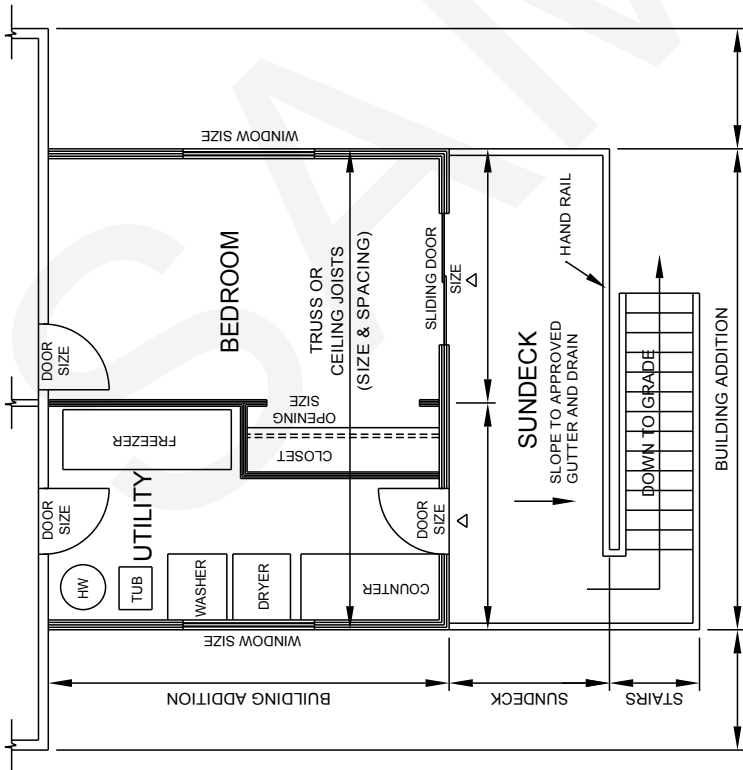 SAM
WINDOW SIZE
DOOR
SIZE
BEDROOM
TRUSS OR
CEILING JOISTS
(SIZE & SPACING)
SLIDING DOOR
SIZE
HAND RAIL
SIZE
OPENING
CLOSET
FREEZER
SUNDECK
SLOPE TO APPROVED
GUTTER AND DRAIN
DOWN TO GRADE
BUILDING ADDITION
DOOR
SIZE
UTILITY
DOOR
SIZE
HW
TUB
WASHER
DRYER
COUNTER
WINDOW SIZE
BUILDING ADDITION
SUNDECK
STAIRS